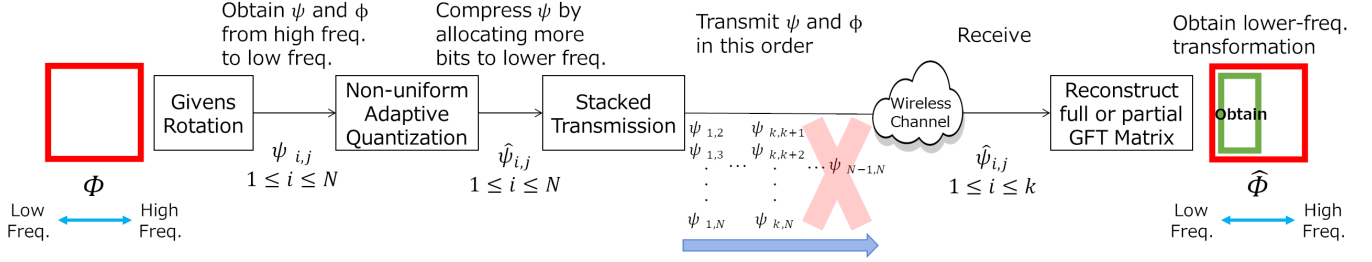 Obtain ψ and ϕ
from high freq.
to low freq.
Compress ψ by
allocating more
bits to lower freq.
Transmit ψ and ϕ
in this order
Receive
Obtain lower-freq.
transformation
Givens
Rotation
Non-uniform
Adaptive
Quantization
Stacked
Transmission
Wireless
Channel
Reconstruct
full or partial
GFT Matrix
Obtain
ψ i,j
1 ≤ i ≤ N
ψ̂i,j
1 ≤ i ≤ N
ψ 1,2 ψ k,k+1
ψ 1,3 ... ψ k,k+2 ... ψ N−1,N
. .
. .
ψ 1,N ψ k,N
ψ̂i,j
1 ≤ i ≤ k
Φ
Low
Freq.
High
Freq.
Φ̂
Low
Freq.
High
Freq.